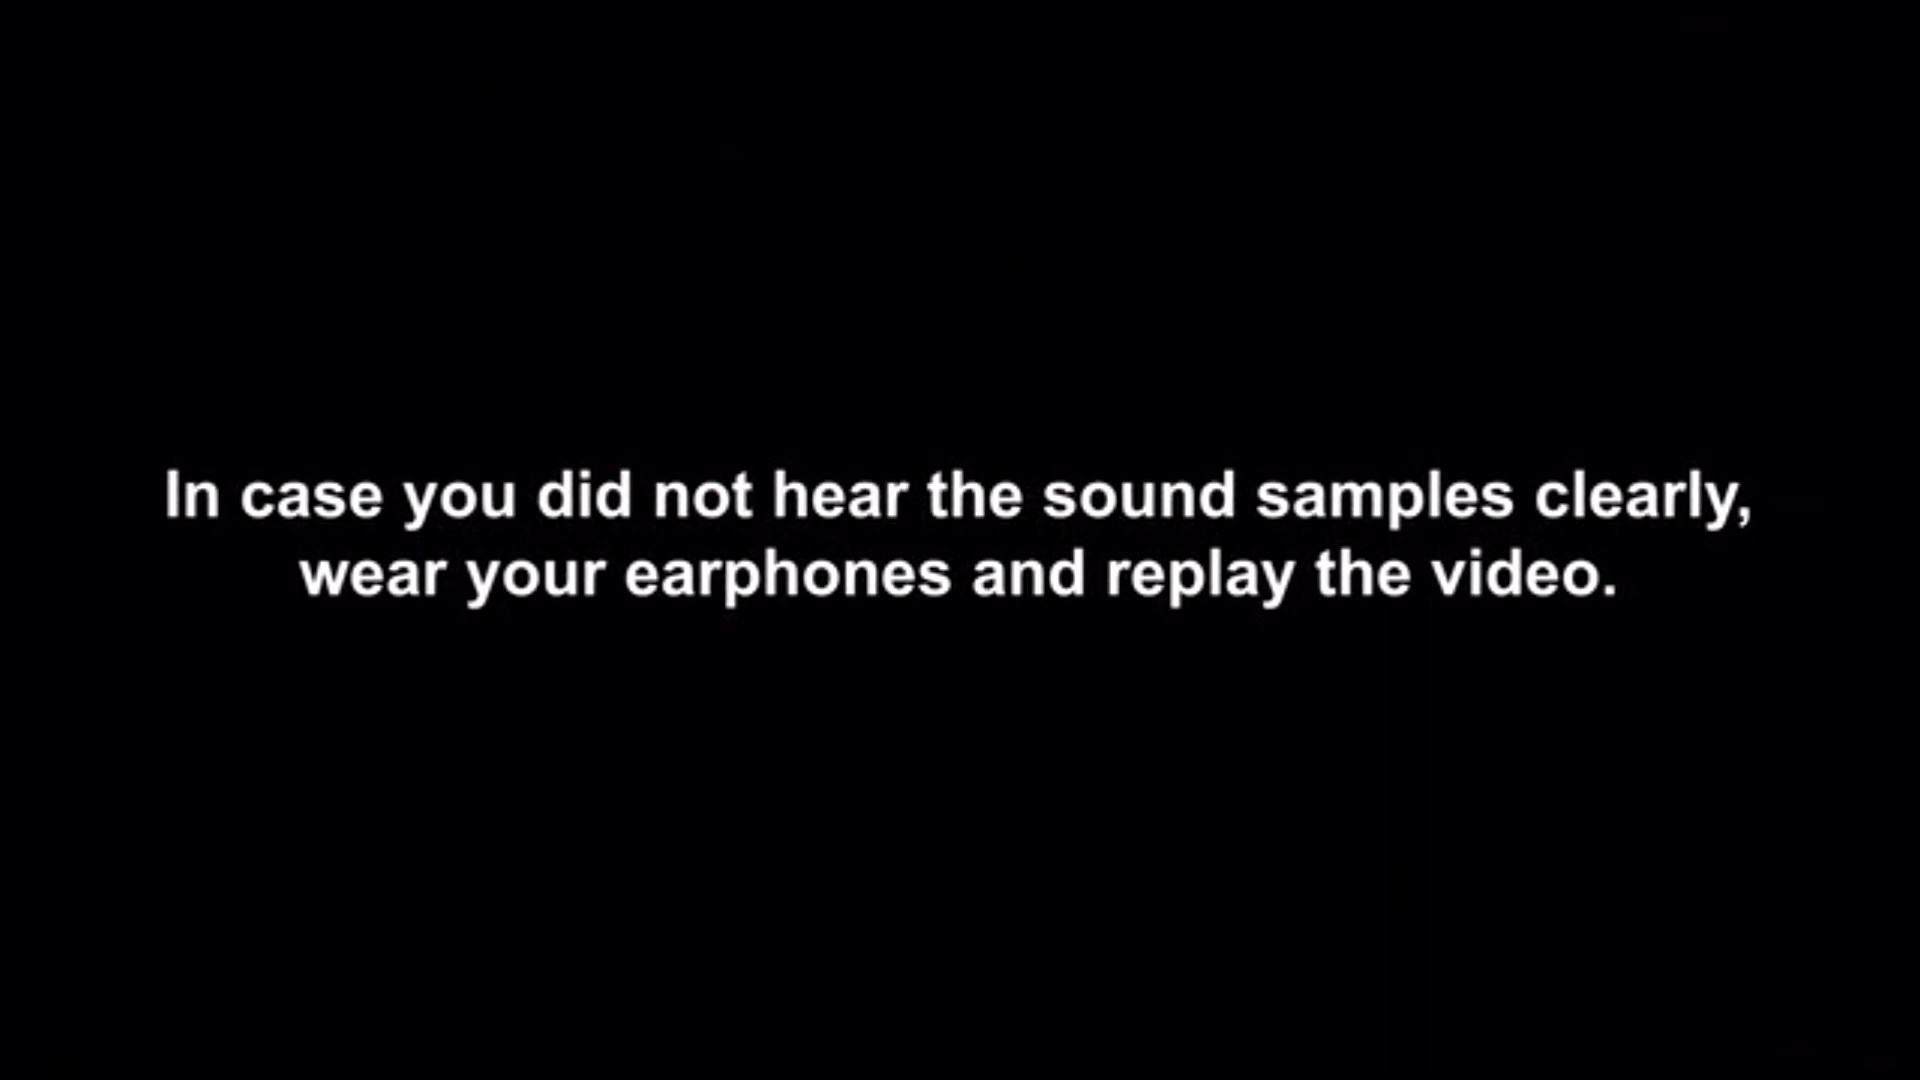 In case you did not hear the sound samples clearly,
wear your earphones and replay the video.